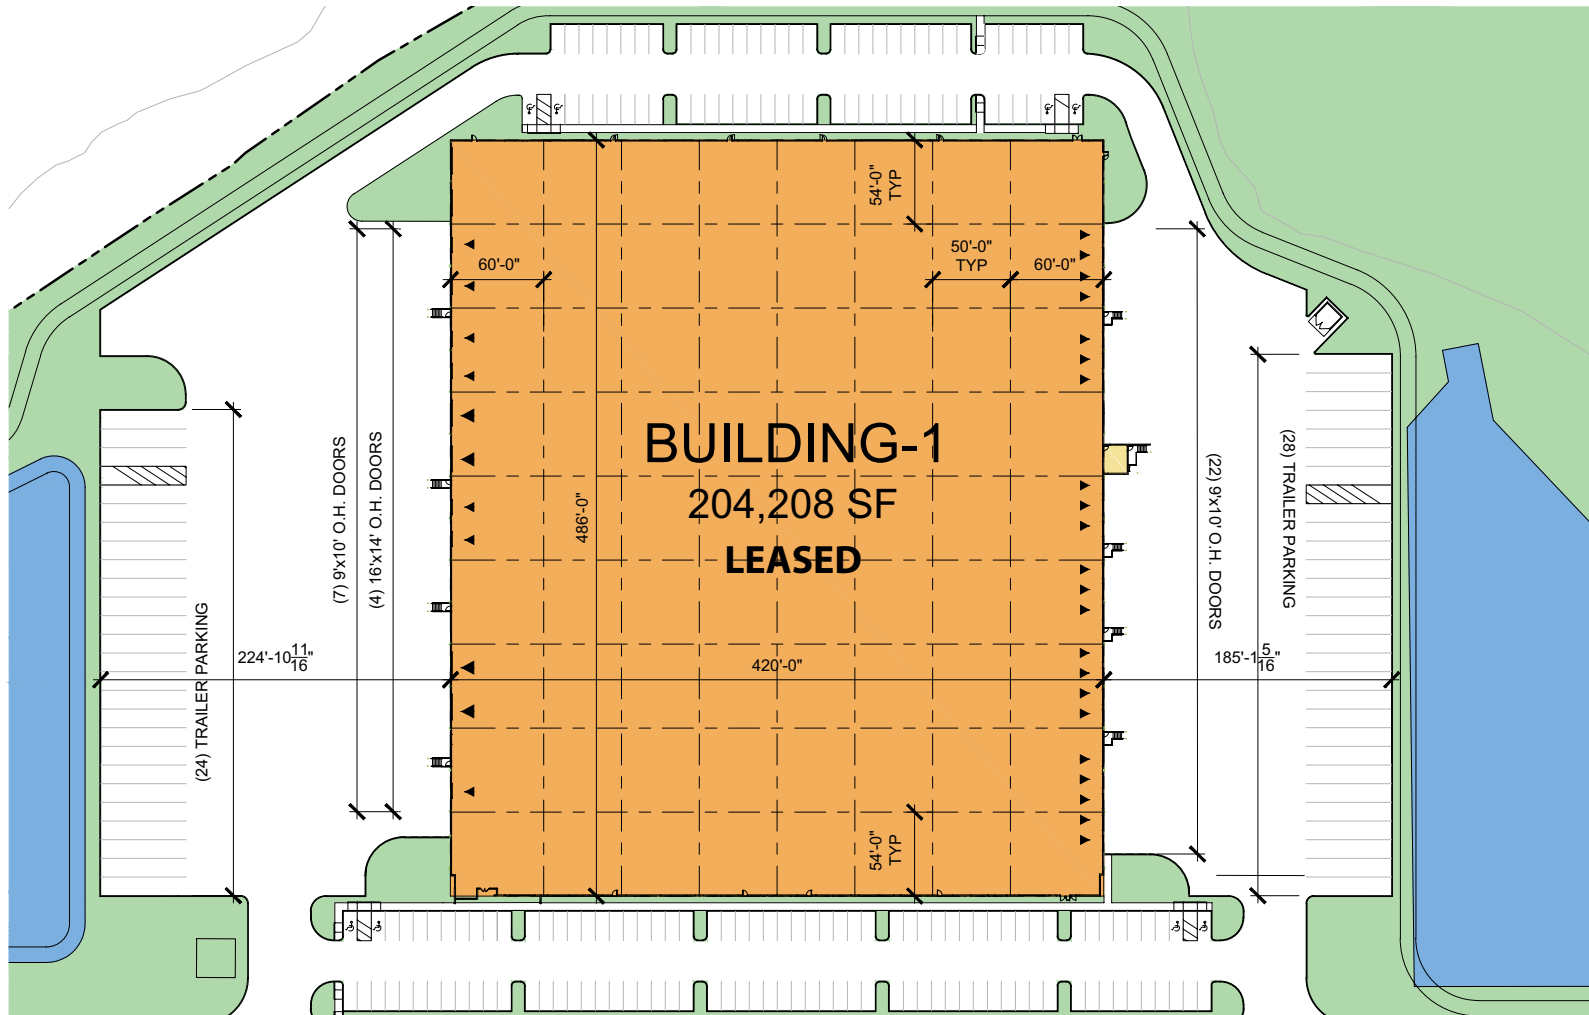 54'-0"
TYP
50'-0"
TYP
60'-0"
60'-0"
BUILDING-1
204,208 SF
LEASED
486'-0"
(7) 9'x10' O.H. DOORS
(4) 16'x14' O.H. DOORS
(22) 9'x10' O.H. DOORS
(28) TRAILER PARKING
(24) TRAILER PARKING
224'-10 11/16"
420'-0"
185'-1 5/16"
54'-0"
TYP